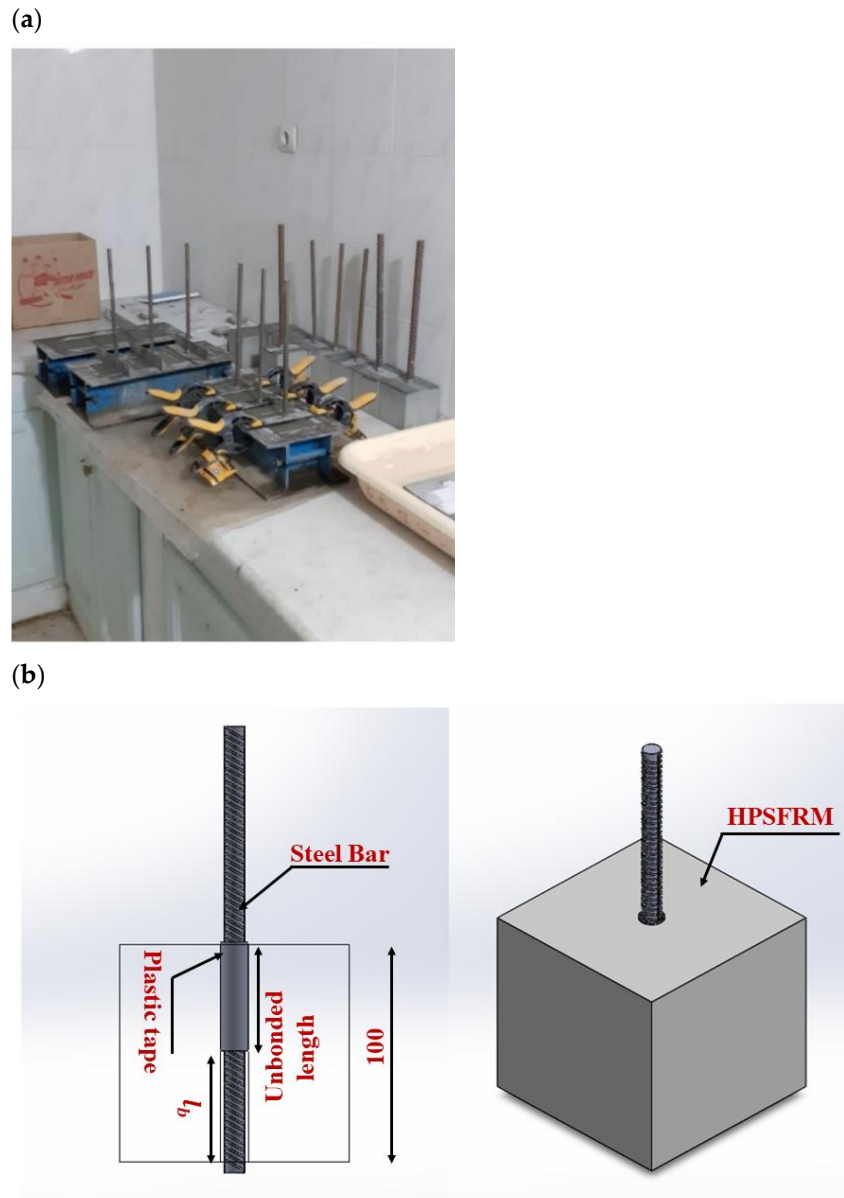 (a)
(b)
Steel Bar
Plastic tape
Unbonded
length
100
lb
HPSFRM